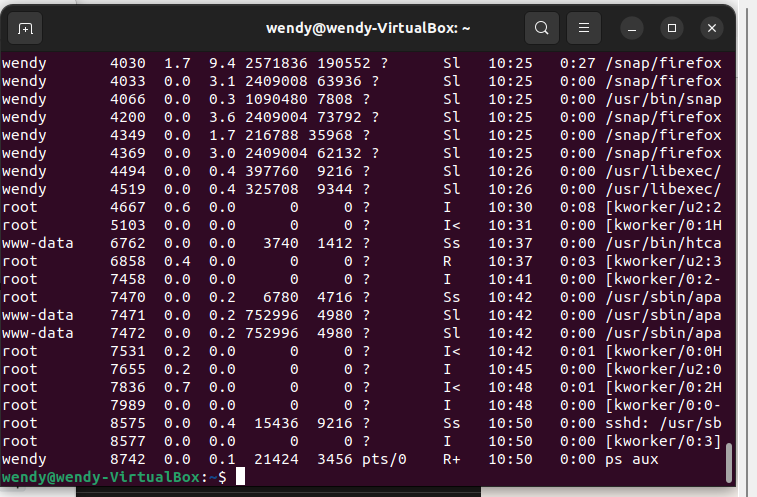 wendy@wendy-VirtualBox: ~
wendy 4030 1.7 9.4 2571836 190552 ? Sl 10:25 0:27 /snap/firefox
wendy 4033 0.0 3.1 2409008 63936 ? Sl 10:25 0:00 /snap/firefox
wendy 4066 0.0 0.3 1090480 7808 ? Sl 10:25 0:00 /usr/bin/snap
wendy 4200 0.0 3.6 2409004 73792 ? Sl 10:25 0:00 /snap/firefox
wendy 4349 0.0 1.7 216788 35968 ? Sl 10:25 0:00 /snap/firefox
wendy 4369 0.0 3.0 2409004 62132 ? Sl 10:25 0:00 /snap/firefox
wendy 4494 0.0 0.4 397760 9216 ? Sl 10:26 0:00 /usr/libexec/
wendy 4519 0.0 0.4 325708 9344 ? Sl 10:26 0:00 /usr/libexec/
root 4667 0.6 0.0 0 0 ? I 10:30 0:08 [kworker/u2:2
root 5103 0.0 0.0 0 0 ? I< 10:31 0:00 [kworker/0:1H
www-data 6762 0.0 0.0 3740 1412 ? Ss 10:37 0:00 /usr/bin/htca
root 6858 0.4 0.0 0 0 ? R 10:37 0:03 [kworker/u2:3
root 7458 0.0 0.0 0 0 ? I 10:41 0:00 [kworker/0:2-
root 7470 0.0 0.2 6780 4716 ? Ss 10:42 0:00 /usr/sbin/apa
www-data 7471 0.0 0.2 752996 4980 ? Sl 10:42 0:00 /usr/sbin/apa
www-data 7472 0.0 0.2 752996 4980 ? Sl 10:42 0:00 /usr/sbin/apa
root 7531 0.2 0.0 0 0 ? I< 10:42 0:01 [kworker/0:0H
root 7655 0.2 0.0 0 0 ? I 10:45 0:00 [kworker/u2:0
root 7836 0.7 0.0 0 0 ? I< 10:48 0:01 [kworker/0:2H
root 7989 0.0 0.0 0 0 ? I 10:48 0:00 [kworker/0:0-
root 8575 0.0 0.4 15436 9216 ? Ss 10:50 0:00 sshd: /usr/sb
root 8577 0.0 0.0 0 0 ? I 10:50 0:00 [kworker/0:3]
wendy 8742 0.0 0.1 21424 3456 pts/0 R+ 10:50 0:00 ps aux
wendy@wendy-VirtualBox:~$